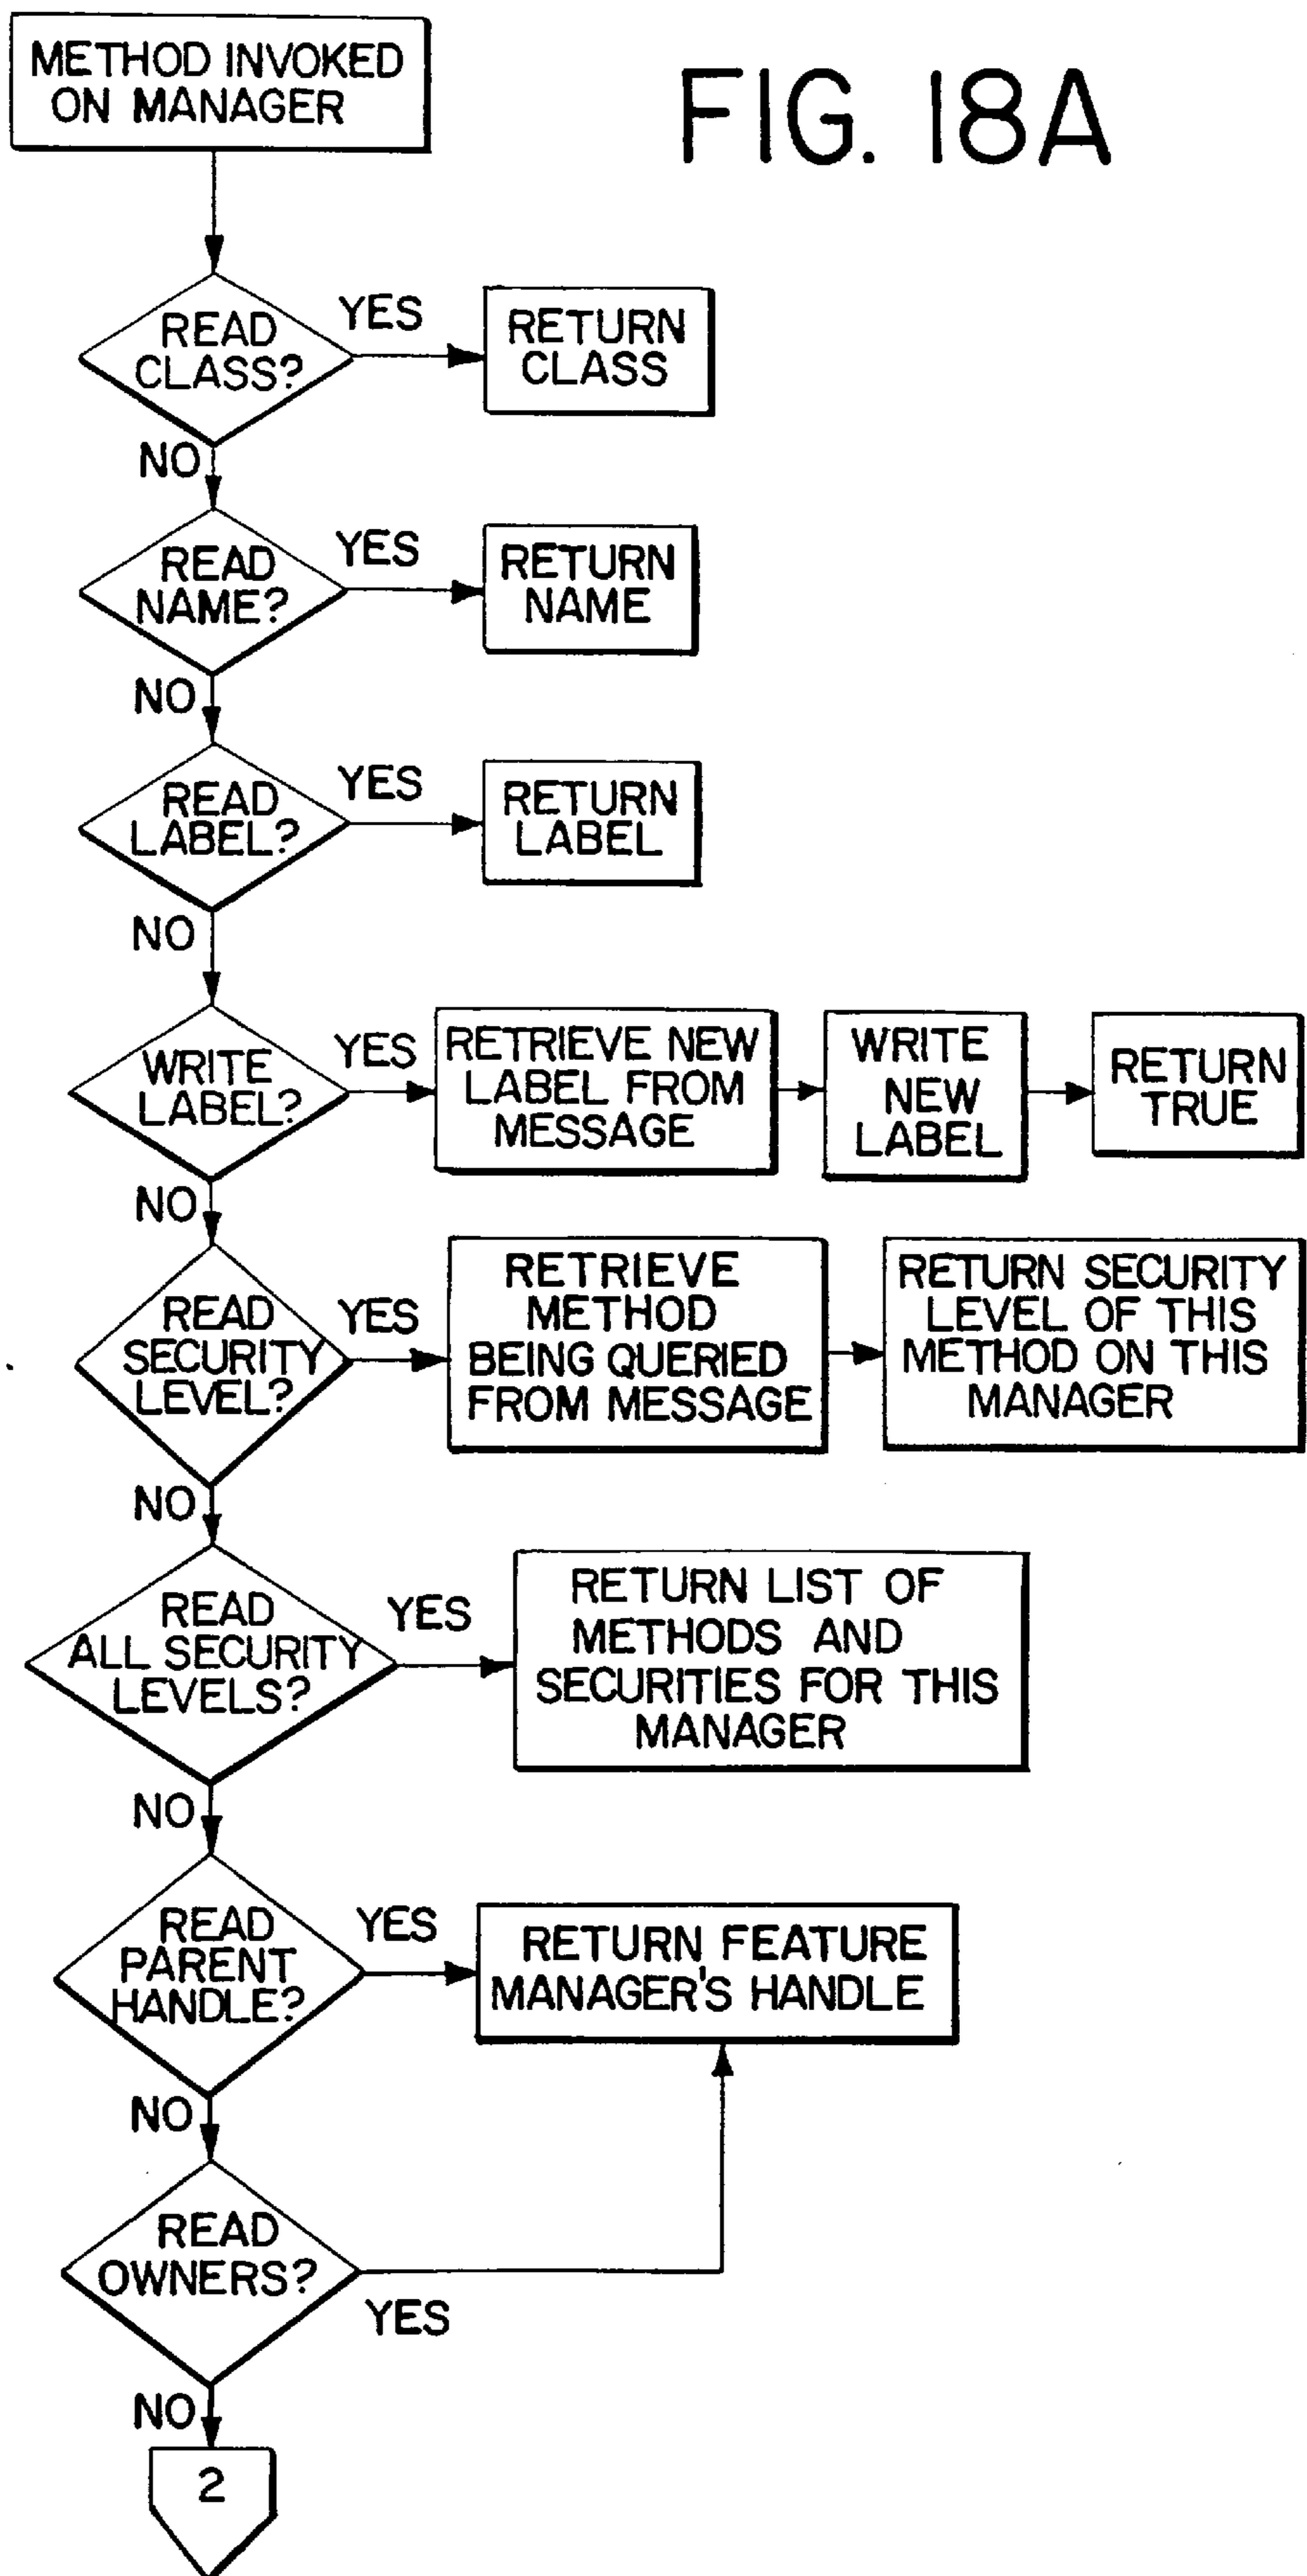 METHOD INVOKED
ON MANAGER
FIG. 18A
READ
CLASS?
YES
RETURN
CLASS
NO
READ
NAME?
YES
RETURN
NAME
NO
READ
LABEL?
YES
RETURN
LABEL
NO
WRITE
LABEL?
YES
RETRIEVE NEW
LABEL FROM
MESSAGE
WRITE
NEW
LABEL
RETURN
TRUE
NO
READ
SECURITY
LEVEL?
YES
RETRIEVE
METHOD
BEING QUERIED
FROM MESSAGE
RETURN SECURITY
LEVEL OF THIS
METHOD ON THIS
MANAGER
NO
READ
ALL SECURITY
LEVELS?
YES
RETURN LIST OF
METHODS AND
SECURITIES FOR THIS
MANAGER
NO
READ
PARENT
HANDLE?
YES
RETURN FEATURE
MANAGER'S HANDLE
NO
READ
OWNERS?
YES
NO
2